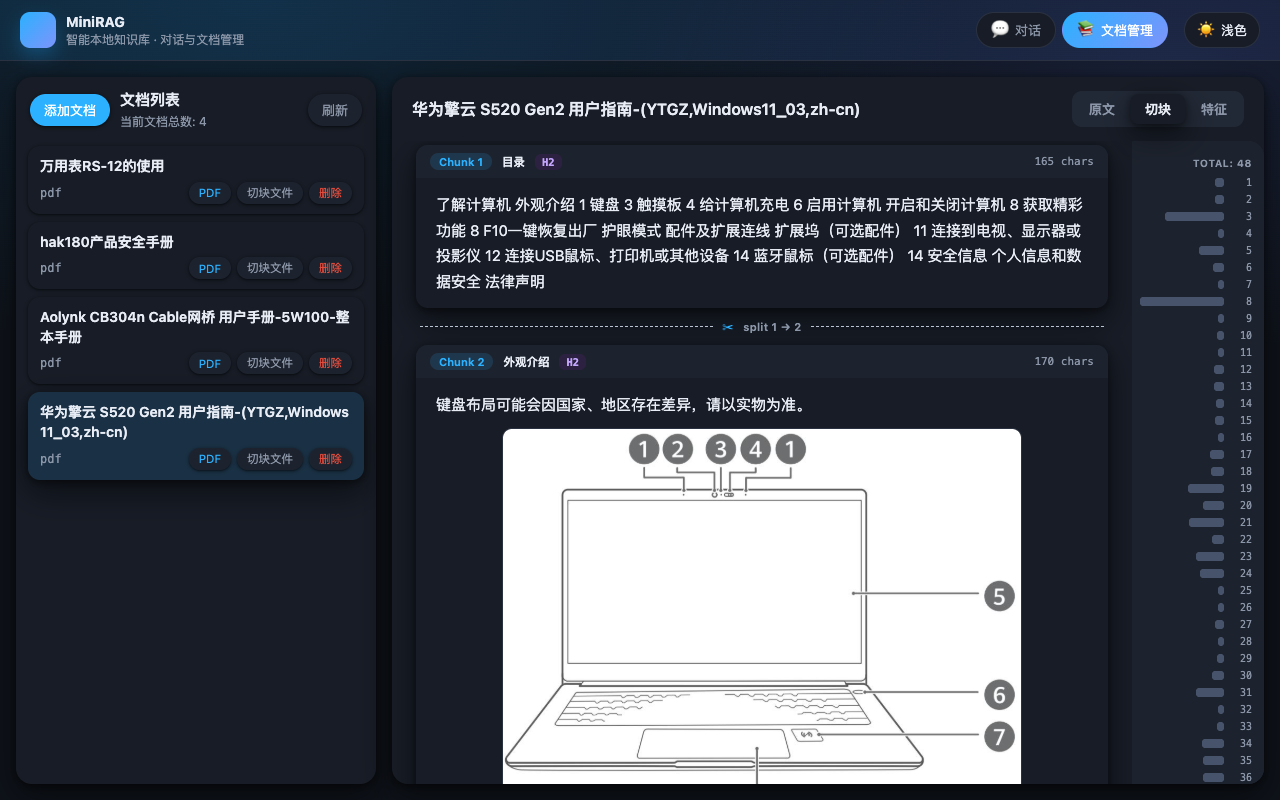 MiniRAG
智能本地知识库 · 对话与文档管理
💬 对话
📚 文档管理
☀️ 浅色
添加文档
文档列表
当前文档总数: 4
刷新
万用表RS-12的使用
pdf PDF 切块文件 删除
hak180产品安全手册
pdf PDF 切块文件 删除
Aolynk CB304n Cable网桥 用户手册-5W100-整
本手册
pdf PDF 切块文件 删除
华为擎云 S520 Gen2 用户指南-(YTGZ,Windows
11_03,zh-cn)
pdf PDF 切块文件 删除
华为擎云 S520 Gen2 用户指南-(YTGZ,Windows11_03,zh-cn)
原文 切块 特征
Chunk 1 目录 H2 165 chars
了解计算机 外观介绍 1 键盘 3 触摸板 4 给计算机充电 6 启用计算机 开启和关闭计算机 8 获取精彩
功能 8 F10一键恢复出厂 护眼模式 配件及扩展连线 扩展坞（可选配件） 11 连接到电视、显示器或
投影仪 12 连接USB鼠标、打印机或其他设备 14 蓝牙鼠标（可选配件） 14 安全信息 个人信息和数
据安全 法律声明
✂ split 1 → 2
Chunk 2 外观介绍 H2 170 chars
键盘布局可能会因国家、地区存在差异，请以实物为准。
1 2 3 4 1
5
6
7
TOTAL: 48
1
2
3
4
5
6
7
8
9
10
11
12
13
14
15
16
17
18
19
20
21
22
23
24
25
26
27
28
29
30
31
32
33
34
35
36